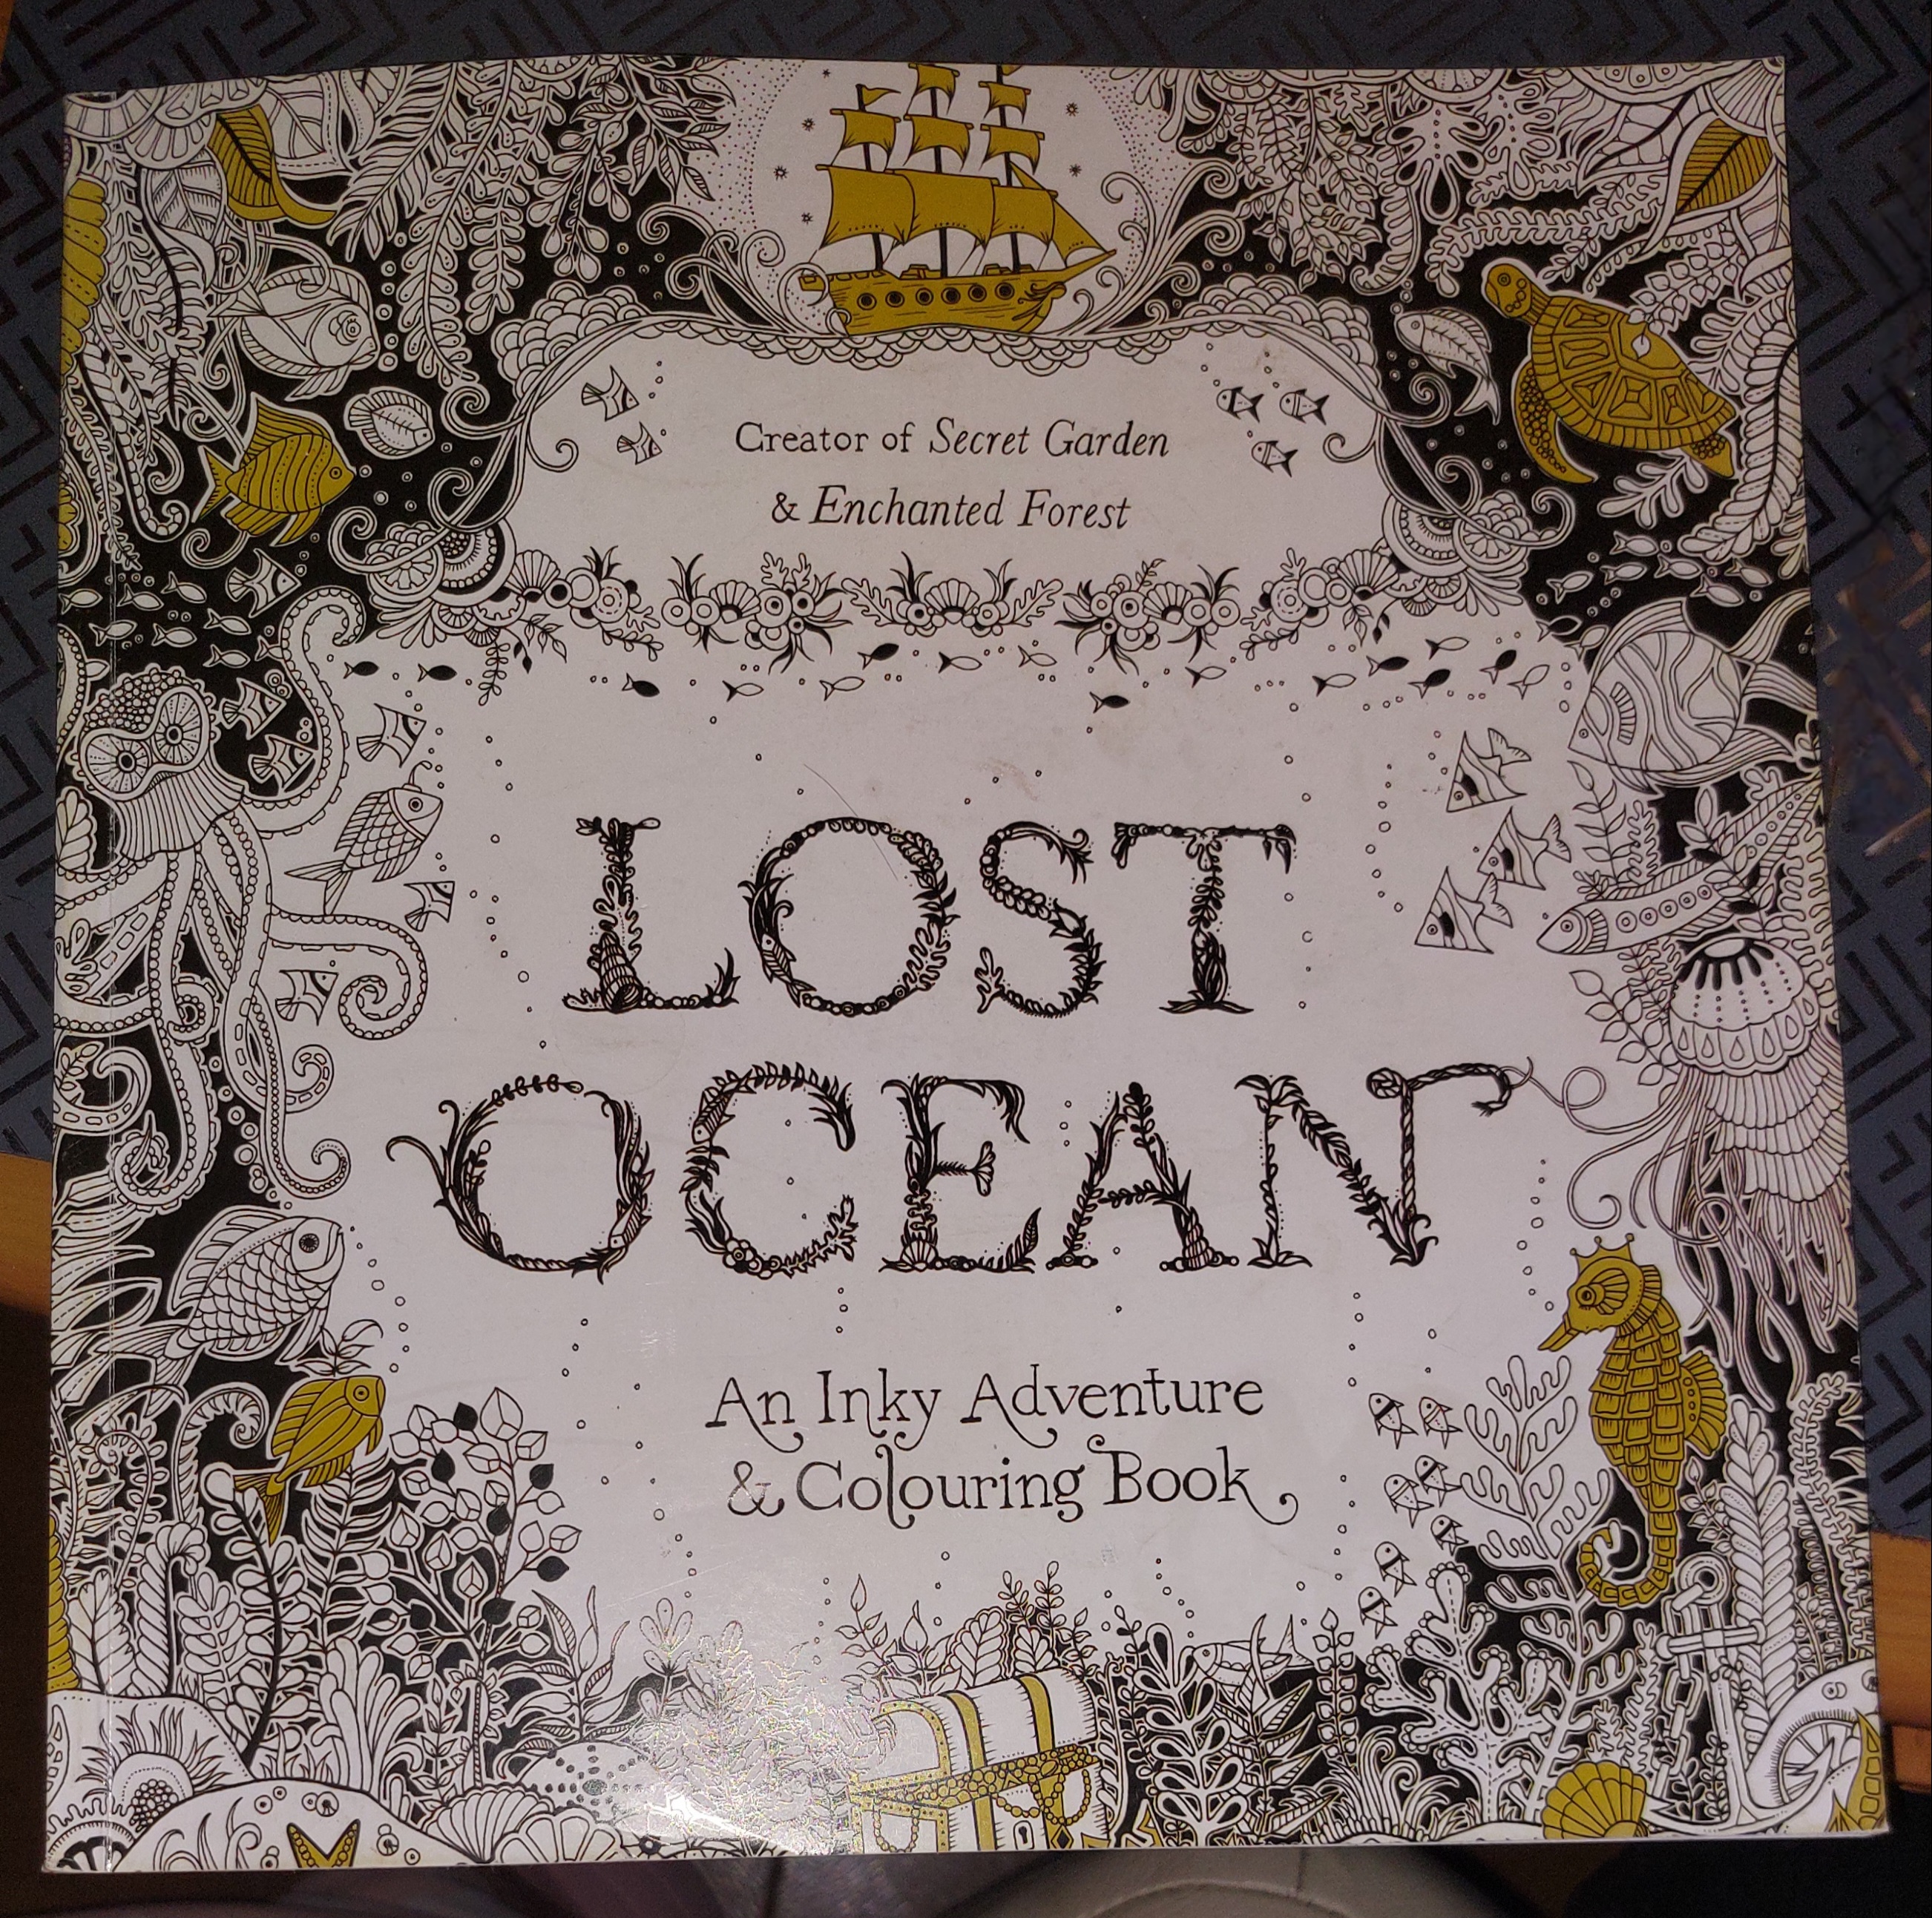 Creator of Secret Garden
& Enchanted Forest
LOST
OCEAN
An Inky Adventure
& Colouring Book